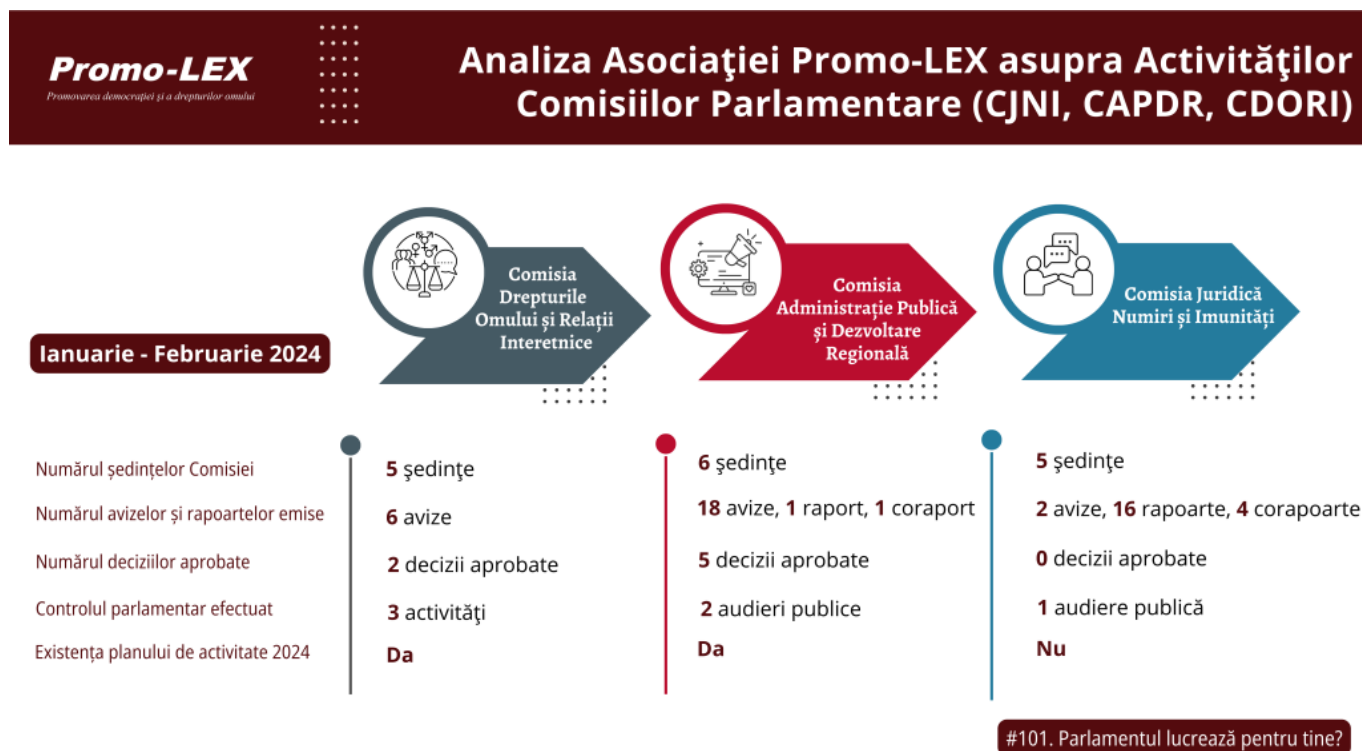 Promo-LEX
Promovarea democrației și a drepturilor omului
Analiza Asociaţiei Promo-LEX asupra Activităţilor
Comisiilor Parlamentare (CJNI, CAPDR, CDORI)
Ianuarie - Februarie 2024
Comisia
Drepturile
Omului și Relații
Interetnice
Comisia
Administrație Publică
și Dezvoltare
Regională
Comisia Juridică
Numiri și Imunități
Numărul ședințelor Comisiei
5 şedinţe
6 şedinţe
5 şedinţe
Numărul avizelor și rapoartelor emise
6 avize
18 avize, 1 raport, 1 coraport
2 avize, 16 rapoarte, 4 corapoarte
Numărul deciziilor aprobate
2 decizii aprobate
5 decizii aprobate
0 decizii aprobate
Controlul parlamentar efectuat
3 activităţi
2 audieri publice
1 audiere publică
Existența planului de activitate 2024
Da
Da
Nu
#101. Parlamentul lucrează pentru tine?